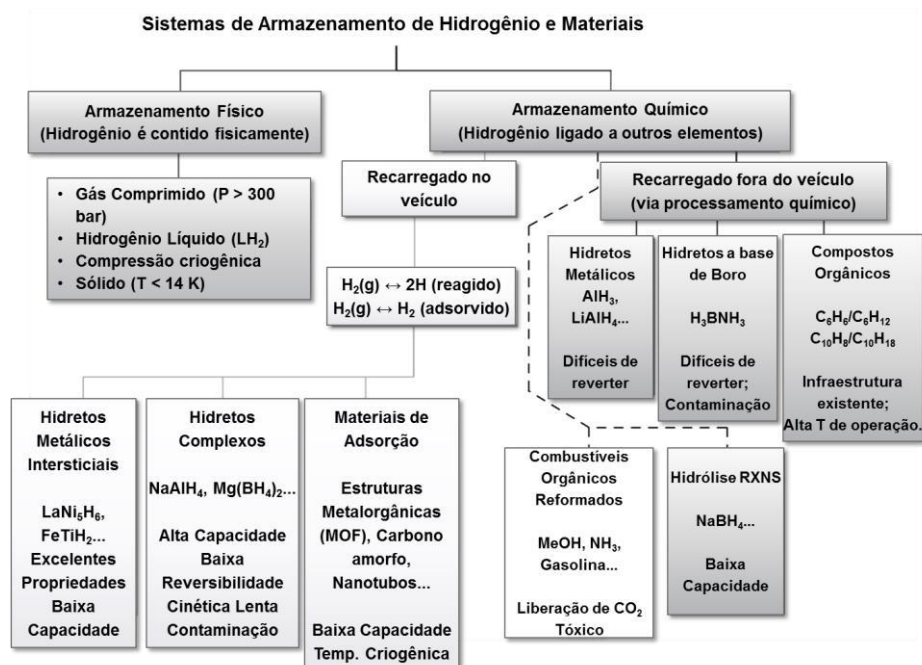 Sistemas de Armazenamento de Hidrogênio e Materiais
Armazenamento Físico
(Hidrogênio é contido fisicamente)
• Gás Comprimido (P > 300
bar)
• Hidrogênio Líquido (LH₂)
• Compressão criogênica
• Sólido (T < 14 K)
Armazenamento Químico
(Hidrogênio ligado a outros elementos)
Recarregado no
veículo
H₂(g) ↔ 2H (reagido)
H₂(g) ↔ H₂ (adsorvido)
Hidretos
Metálicos
Intersticiais
LaNi₅H₆,
FeTiH₂...
Excelentes
Propriedades
Baixa
Capacidade
Hidretos
Complexos
NaAlH₄, Mg(BH₄)₂...
Alta Capacidade
Baixa
Reversibilidade
Cinética Lenta
Contaminação
Materiais de
Adsorção
Estruturas
Metalorgânicas
(MOF), Carbono
amorfo,
Nanotubos...
Baixa Capacidade
Temp. Criogênica
Recarregado fora do veículo
(via processamento químico)
Hidretos
Metálicos
AlH₃,
LiAlH₄...
Difíceis de
reverter
Hidretos a base
de Boro
H₃BNH₃
Difíceis de
reverter;
Contaminação
Compostos
Orgânicos
C₆H₆/C₆H₁₂
C₁₀H₈/C₁₀H₁₈
Infraestrutura
existente;
Alta T de operação.
Combustíveis
Orgânicos
Reformados
MeOH, NH₃,
Gasolina...
Liberação de CO₂
Tóxico
Hidrólise RXNS
NaBH₄...
Baixa
Capacidade